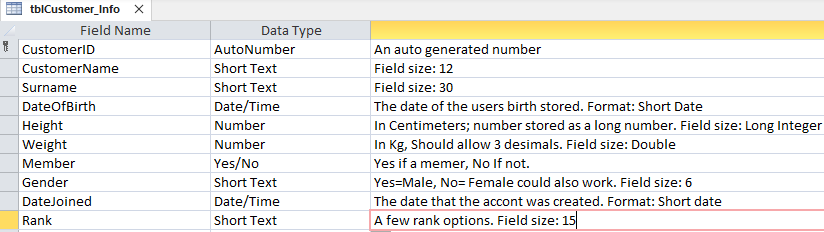 tblCustomer_Info
Field Name Data Type
CustomerID AutoNumber An auto generated number
CustomerName Short Text Field size: 12
Surname Short Text Field size: 30
DateOfBirth Date/Time The date of the users birth stored. Format: Short Date
Height Number In Centimeters; number stored as a long number. Field size: Long Integer
Weight Number In Kg, Should allow 3 desimals. Field size: Double
Member Yes/No Yes if a memer, No If not.
Gender Short Text Yes=Male, No= Female could also work. Field size: 6
DateJoined Date/Time The date that the accont was created. Format: Short date
Rank Short Text A few rank options. Field size: 15